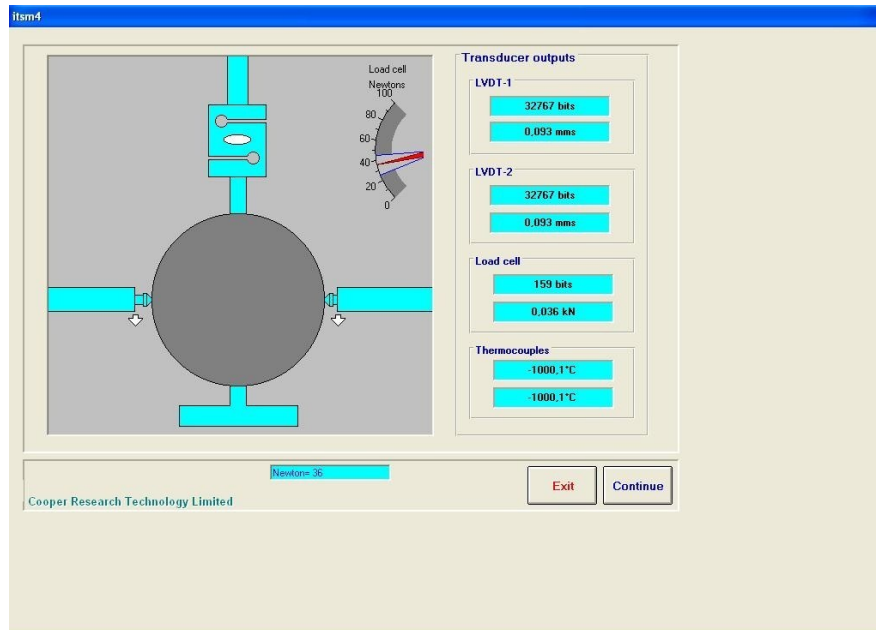 itsm4
Load cell
Newtons
100
80
60
40
20
0
Transducer outputs
LVDT-1
32767 bits
0,093 mms
LVDT-2
32767 bits
0,093 mms
Load cell
159 bits
0,036 kN
Thermocouples
-1000,1°C
-1000,1°C
Newton= 36
Exit
Continue
Cooper Research Technology Limited